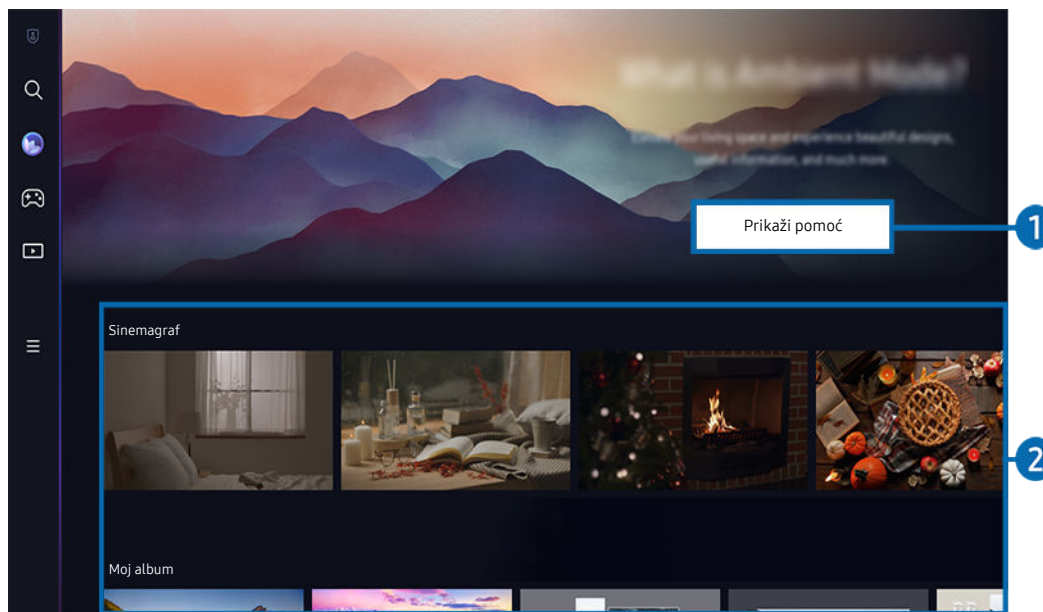 What is Ambient Mode?
Elevate your living space and experience beautiful designs,
useful information, and much more.
Prikaži pomoć
1
Sinemagraf
2
Moj album